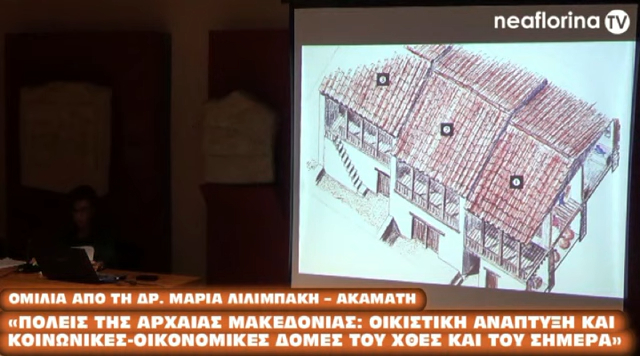 neaflorina TV
ΟΜΙΛΙΑ ΑΠΟ ΤΗ ΔΡ. ΜΑΡΙΑ ΛΙΛΙΜΠΑΚΗ – ΑΚΑΜΑΤΗ
«ΠΟΛΕΙΣ ΤΗΣ ΑΡΧΑΙΑΣ ΜΑΚΕΔΟΝΙΑΣ: ΟΙΚΙΣΤΙΚΗ ΑΝΑΠΤΥΞΗ ΚΑΙ
ΚΟΙΝΩΝΙΚΕΣ-ΟΙΚΟΝΟΜΙΚΕΣ ΔΟΜΕΣ ΤΟΥ ΧΘΕΣ ΚΑΙ ΤΟΥ ΣΗΜΕΡΑ»